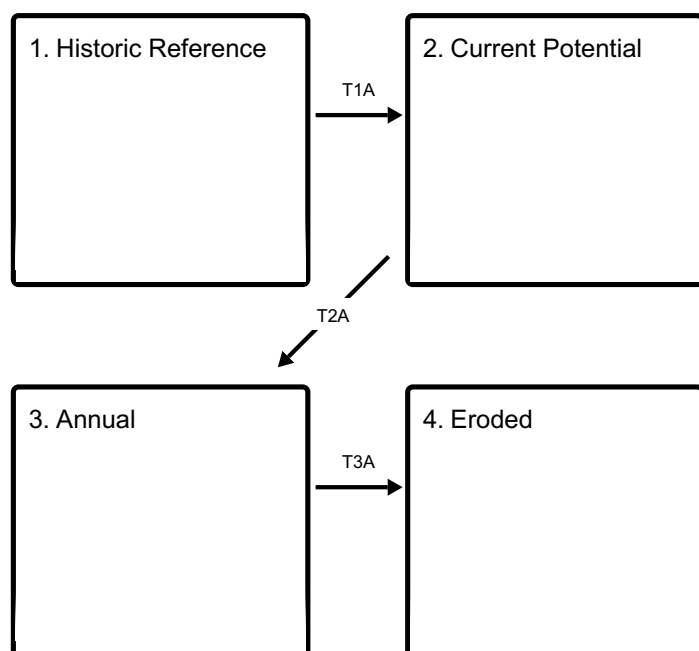 1. Historic Reference
2. Current Potential
T1A
T2A
3. Annual
4. Eroded
T3A